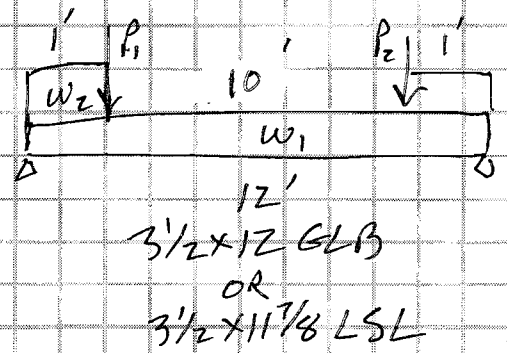 1' P1 10' P2 1'
w2
w1
12'
3 1/2 x 12 GLB
OR
3 1/2 x 11 7/8 LSL